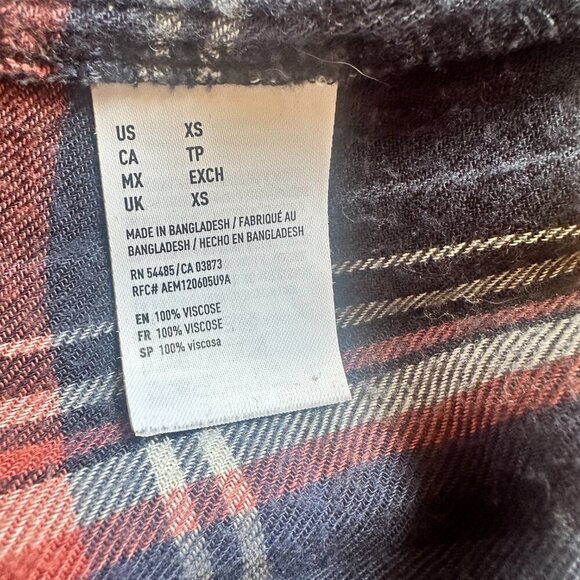 US XS
CA TP
MX EXCH
UK XS
MADE IN BANGLADESH / FABRIQUÉ AU
BANGLADESH / HECHO EN BANGLADESH
RN 54485/CA 03873
RFC# AEM120605U9A
EN 100% VISCOSE
FR 100% VISCOSE
SP 100% viscosa